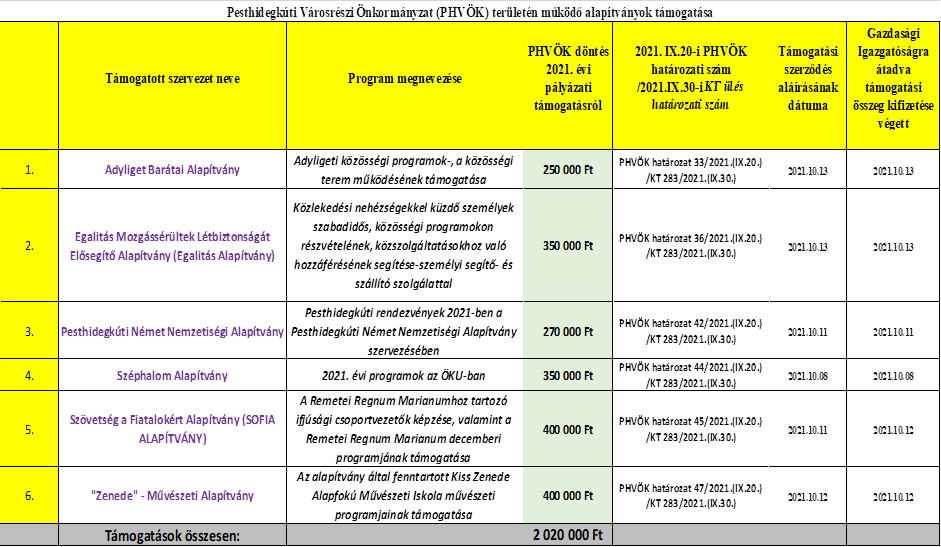 Pesthidegkúti Városrészi Önkormányzat (PHVÖK) területén működő alapítványok támogatása
Támogatott szervezet neve
Program megnevezése
PHVÖK döntés
2021. évi
pályázati
támogatásról
2021. IX.20-i PHVÖK
határozati szám
/2021.IX.30-i KT ülés
határozati szám
Támogatási
szerződés
aláírásának
dátuma
Gazdasági
Igazgatóságra
átadva
támogatási
összeg kifizetése
végett
1.
Adyliget Barátai Alapítvány
Adyligeti közösségi programok-, a közösségi
terem működésének támogatása
250 000 Ft
PHVÖK határozat 33/2021.(IX.20.)
/KT 283/2021.(IX.30.)
2021.10.13
2021.10.13
2.
Egalitás Mozgássérültek Létbiztonságát
Elősegítő Alapítvány (Egalitás Alapítvány)
Közlekedési nehézségekkel küzdő személyek
szabadidős, közösségi programokon
részvételének, közszolgáltatásokhoz való
hozzáférésének segítése-személyi segítő- és
szállító szolgálattal
350 000 Ft
PHVÖK határozat 36/2021.(IX.20.)
/KT 283/2021.(IX.30.)
2021.10.13
2021.10.13
3.
Pesthidegkúti Német Nemzetiségi Alapítvány
Pesthidegkúti rendezvények 2021-ben a
Pesthidegkúti Német Nemzetiségi Alapítvány
szervezésében
270 000 Ft
PHVÖK határozat 42/2021.(IX.20.)
/KT 283/2021.(IX.30.)
2021.10.11
2021.10.11
4.
Széphalom Alapítvány
2021. évi programok az ÖKU-ban
350 000 Ft
PHVÖK határozat 44/2021.(IX.20.)
/KT 283/2021.(IX.30.)
2021.10.08
2021.10.08
5.
Szövetség a Fiatalokért Alapítvány (SOFIA
ALAPÍTVÁNY)
A Remetei Regnum Marianumhoz tartozó
ifjúsági csoportvezetők képzése, valamint a
Remetei Regnum Marianum decemberi
programjának támogatása
400 000 Ft
PHVÖK határozat 45/2021.(IX.20.)
/KT 283/2021.(IX.30.)
2021.10.11
2021.10.12
6.
"Zenede" - Művészeti Alapítvány
Az alapítvány által fenntartott Kiss Zenede
Alapfokú Művészeti Iskola művészeti
programjainak támogatása
400 000 Ft
PHVÖK határozat 47/2021.(IX.20.)
/KT 283/2021.(IX.30.)
2021.10.12
2021.10.12
Támogatások összesen:
2 020 000 Ft